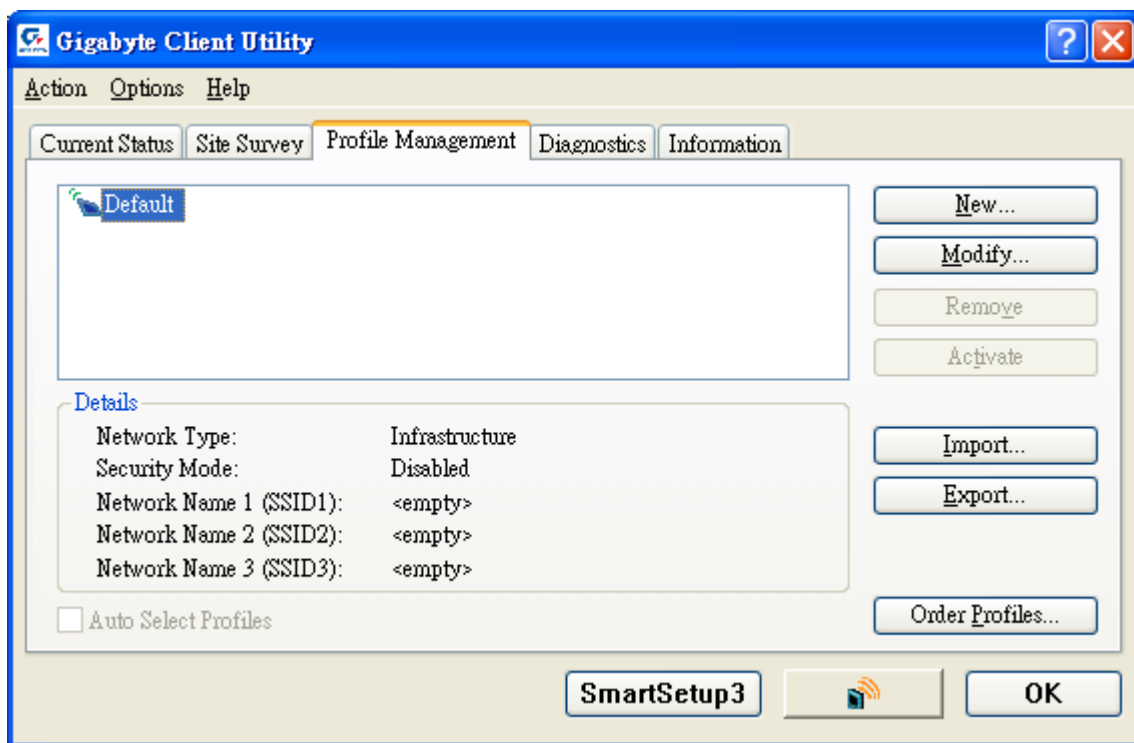 Gigabyte Client Utility
Action Options Help
Current Status Site Survey Profile Management Diagnostics Information
Default
New...
Modify...
Remove
Activate
Details
Network Type: Infrastructure
Security Mode: Disabled
Network Name 1 (SSID1): <empty>
Network Name 2 (SSID2): <empty>
Network Name 3 (SSID3): <empty>
Import...
Export...
Auto Select Profiles
Order Profiles...
SmartSetup3
OK